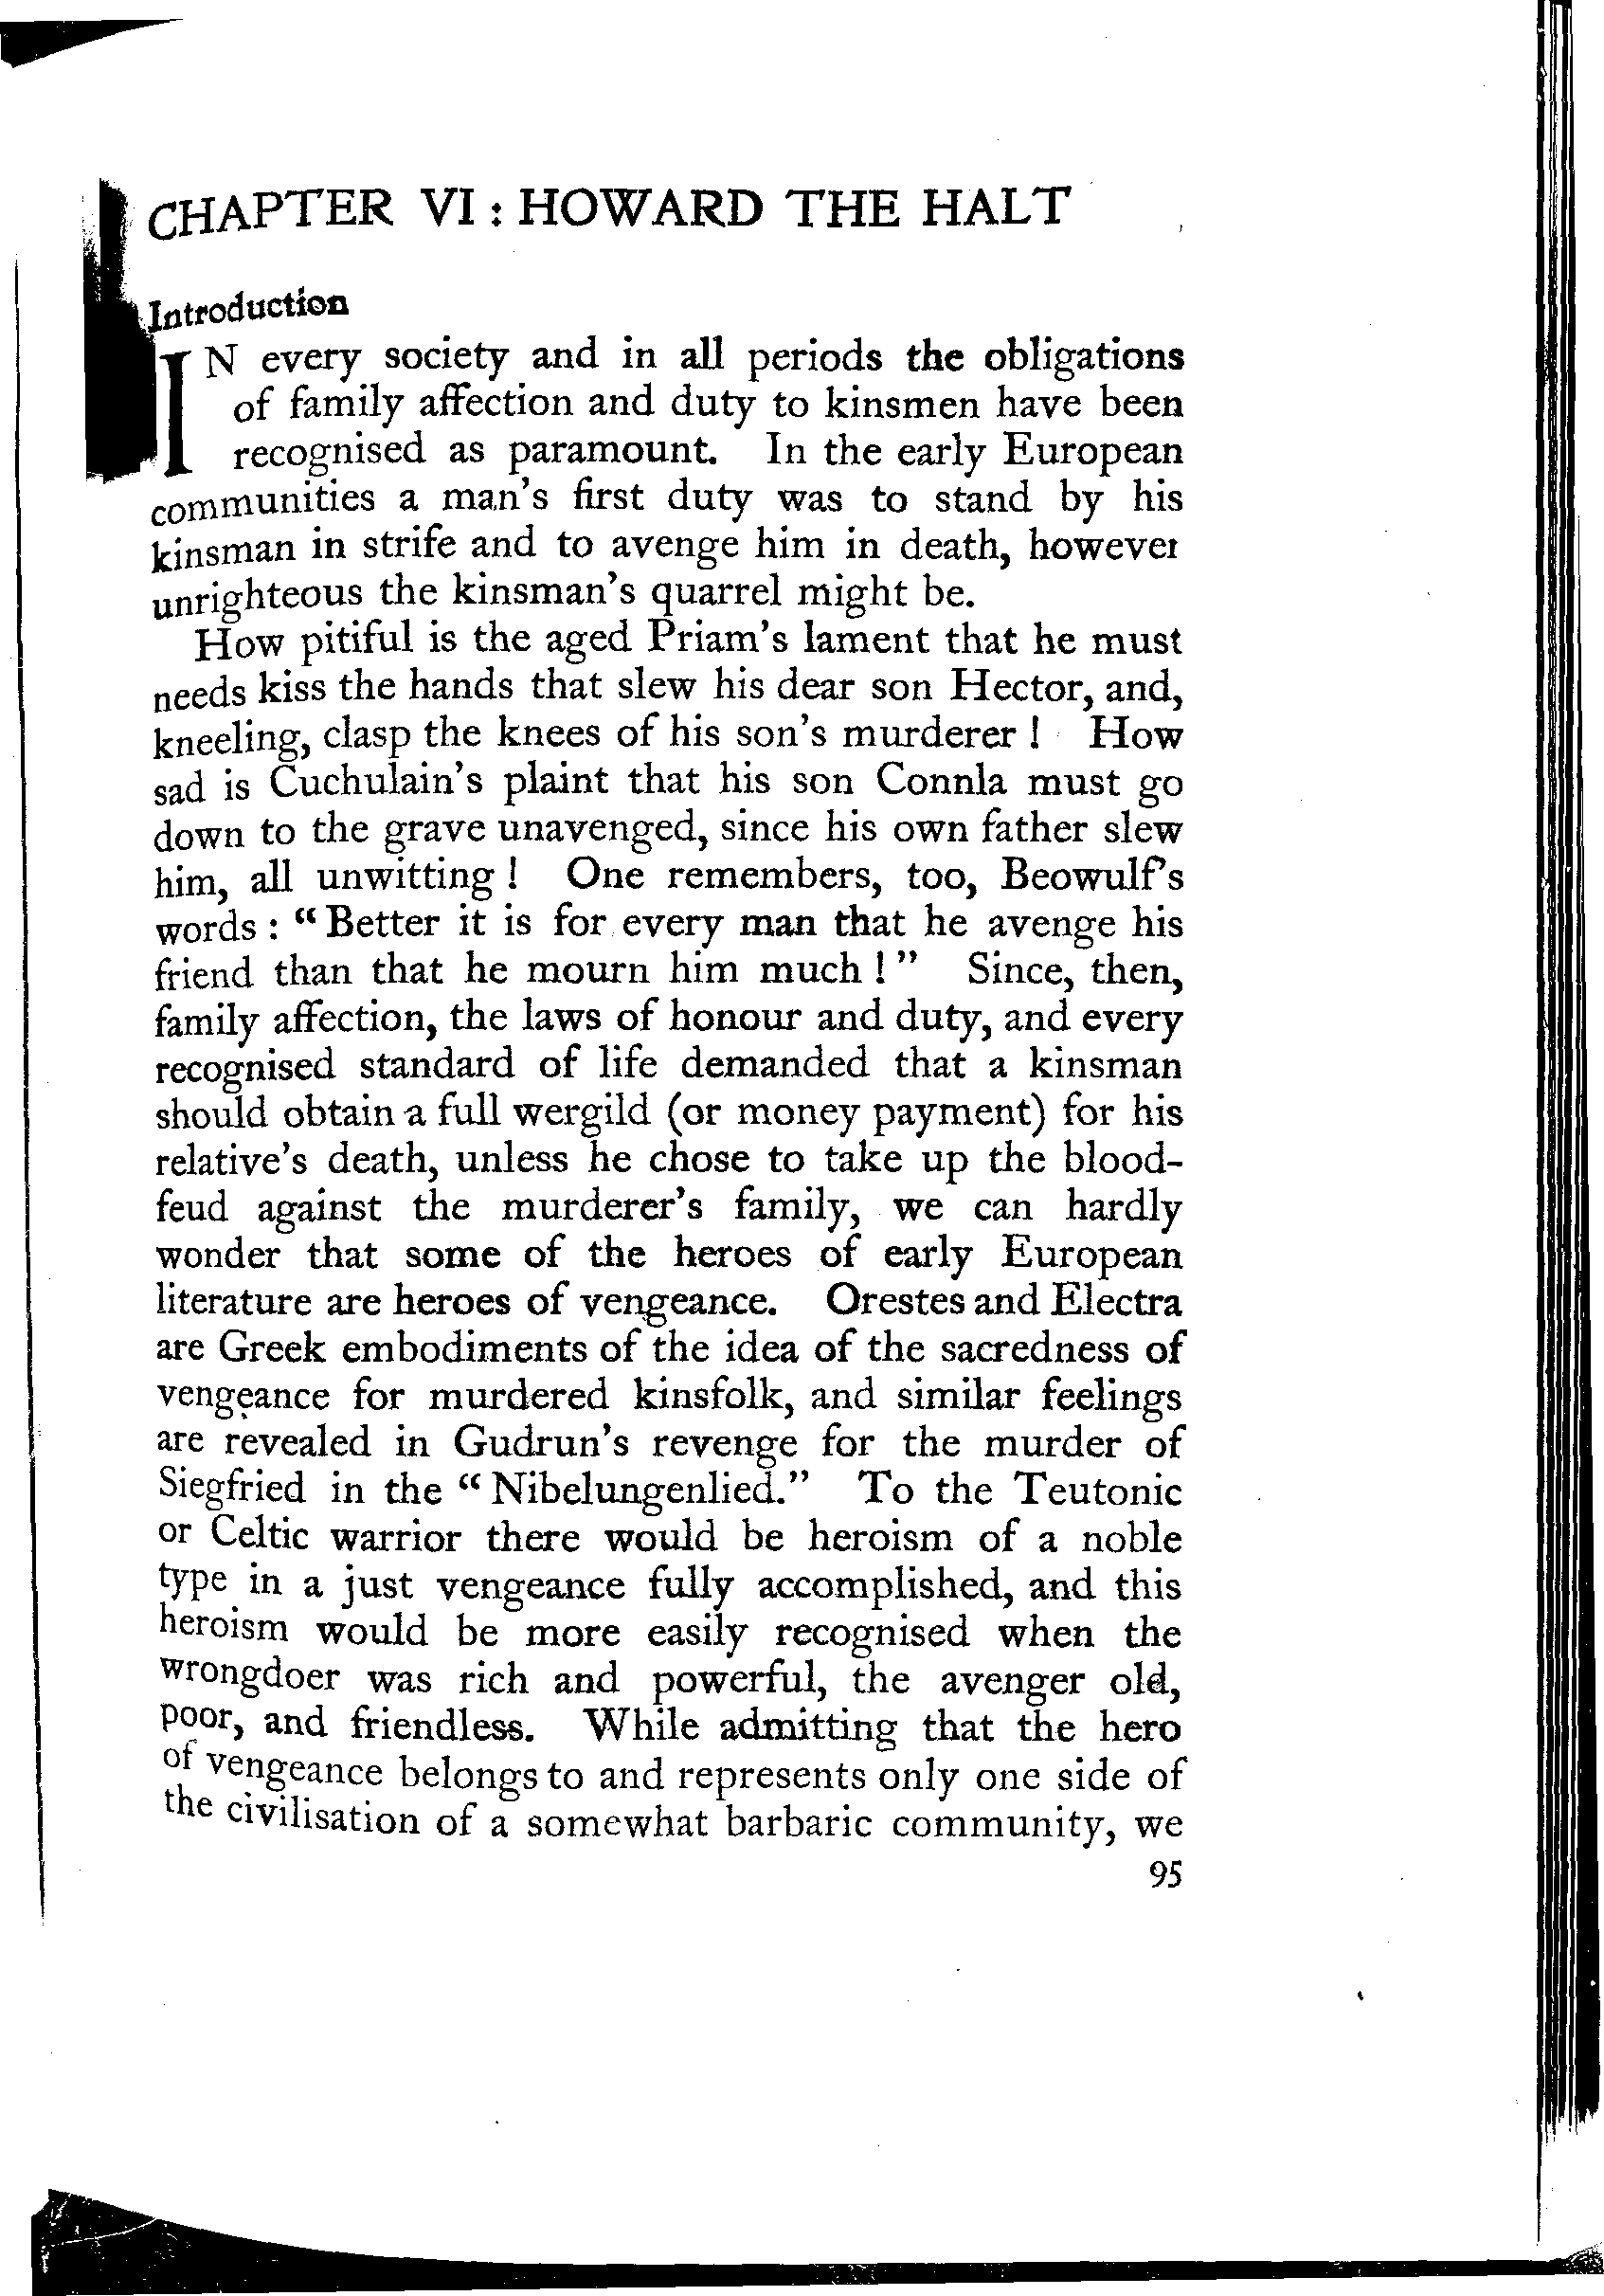 CHAPTER VI : HOWARD THE HALT
Introduction
IN every society and in all periods the obligations
of family affection and duty to kinsmen have been
recognised as paramount. In the early European
communities a man's first duty was to stand by his
kinsman in strife and to avenge him in death, however
unrighteous the kinsman's quarrel might be.
How pitiful is the aged Priam's lament that he must
needs kiss the hands that slew his dear son Hector, and,
kneeling, clasp the knees of his son's murderer ! How
sad is Cuchulain's plaint that his son Connla must go
down to the grave unavenged, since his own father slew
him, all unwitting ! One remembers, too, Beowulf's
words : “ Better it is for every man that he avenge his
friend than that he mourn him much ! ” Since, then,
family affection, the laws of honour and duty, and every
recognised standard of life demanded that a kinsman
should obtain a full wergild (or money payment) for his
relative's death, unless he chose to take up the blood-
feud against the murderer's family, we can hardly
wonder that some of the heroes of early European
literature are heroes of vengeance. Orestes and Electra
are Greek embodiments of the idea of the sacredness of
vengeance for murdered kinsfolk, and similar feelings
are revealed in Gudrun's revenge for the murder of
Siegfried in the “ Nibelungenlied.” To the Teutonic
or Celtic warrior there would be heroism of a noble
type in a just vengeance fully accomplished, and this
heroism would be more easily recognised when the
wrongdoer was rich and powerful, the avenger old,
poor, and friendless. While admitting that the hero
of vengeance belongs to and represents only one side of
the civilisation of a somewhat barbaric community, we
95